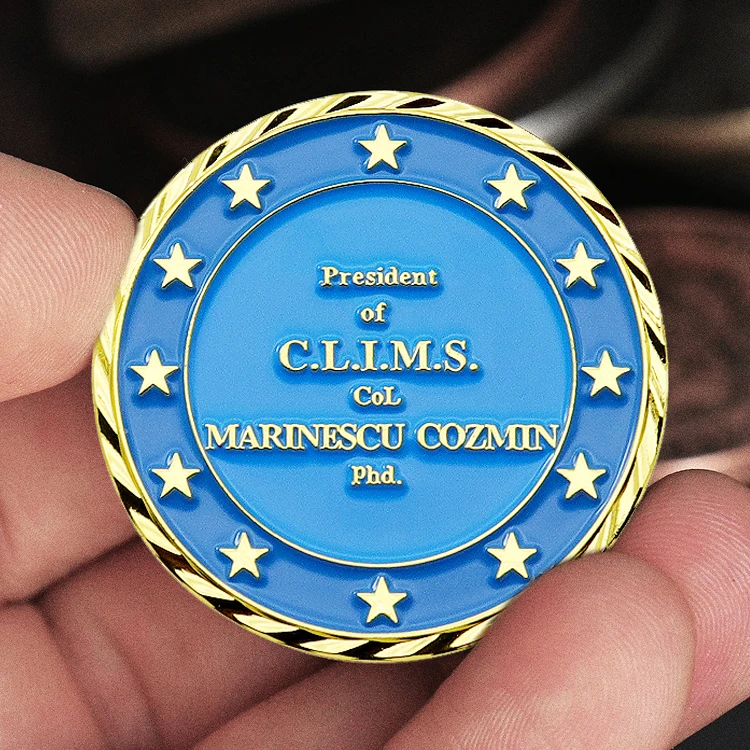 President
of
C.L.I.M.S.
CoL
MARINESCU COZMIN
Phd.